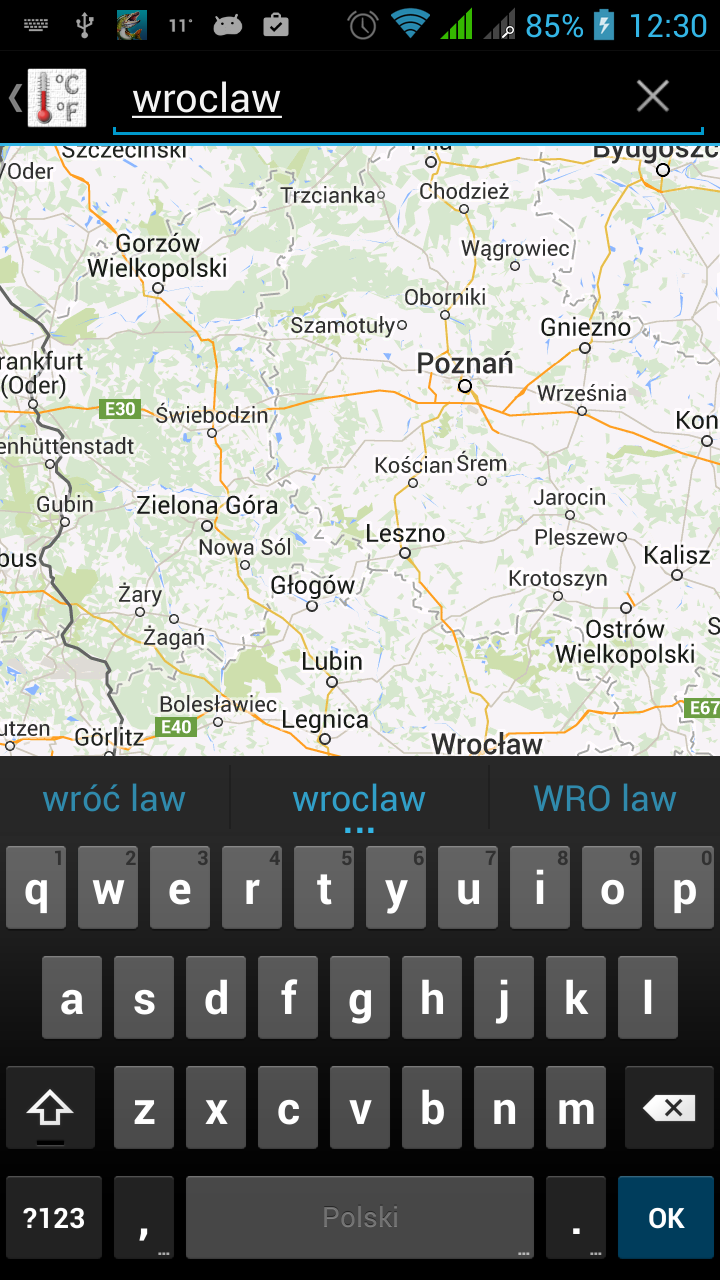 11° 85% 12:30
°C
°F
wroclaw
Szczeciński
Piła
Bydgoszc
/Oder
Trzcianka
Chodzież
Gorzów
Wielkopolski
Wągrowiec
Oborniki
Szamotuły
Gniezno
Poznań
rankfurt
(Oder)
E30
Września
Świebodzin
Kon
enhüttenstadt
Kościan
Śrem
Gubin
Zielona Góra
Jarocin
Leszno
Pleszew
Nowa Sól
bus
Kalisz
Głogów
Krotoszyn
Żary
Żagań
Ostrów
Wielkopolski
S
Lubin
Bolesławiec
E67
Legnica
utzen
Görlitz
E40
Wrocław
wróć law wroclaw WRO law
1 2 3 4 5 6 7 8 9 0
q w e r t y u i o p
a s d f g h j k l
z x c v b n m
?123 , Polski . OK